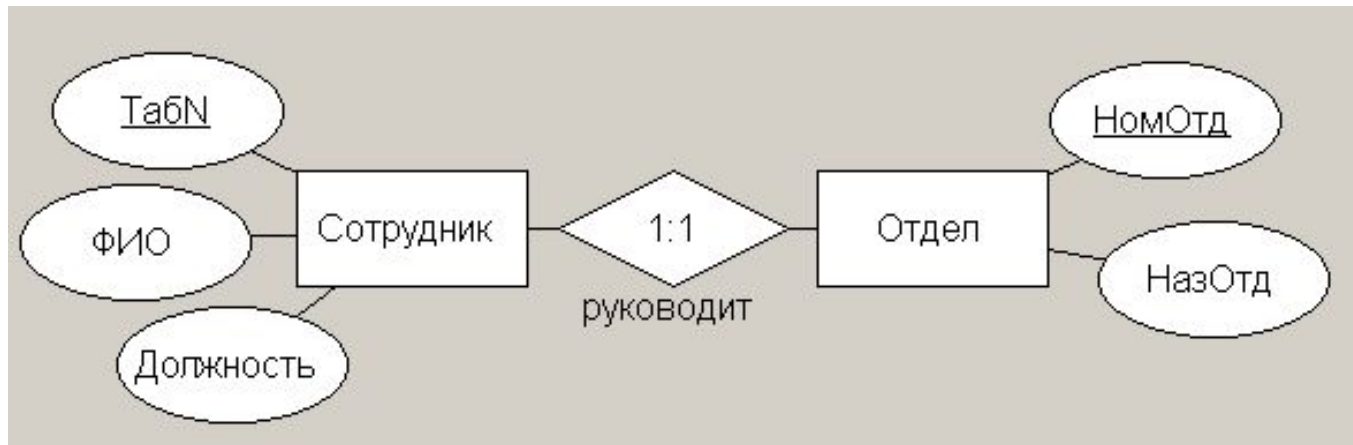 ТабN
ФИО
Должность
Сотрудник
1:1
руководит
Отдел
НомОтд
НазОтд